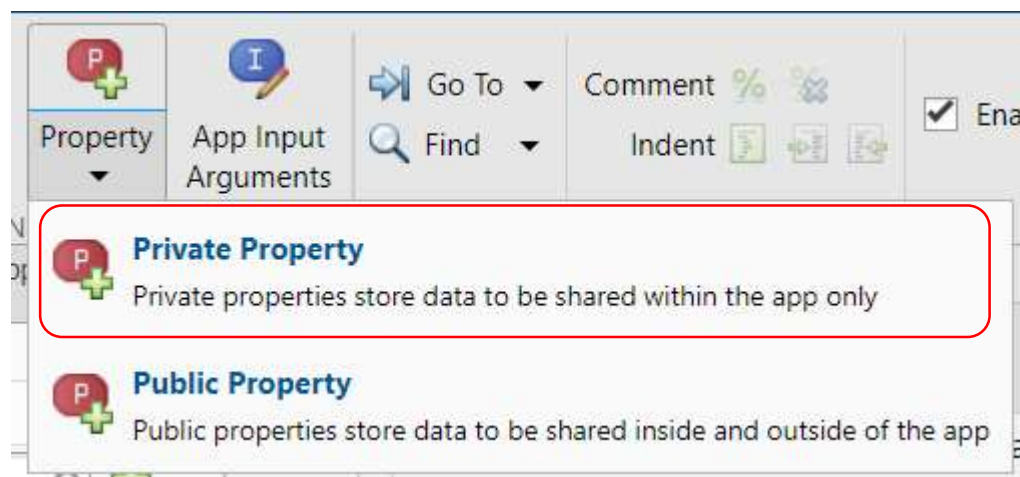 Property
App Input
Arguments
Go To
Find
Comment
Indent
Ena
Private Property
Private properties store data to be shared within the app only
Public Property
Public properties store data to be shared inside and outside of the app